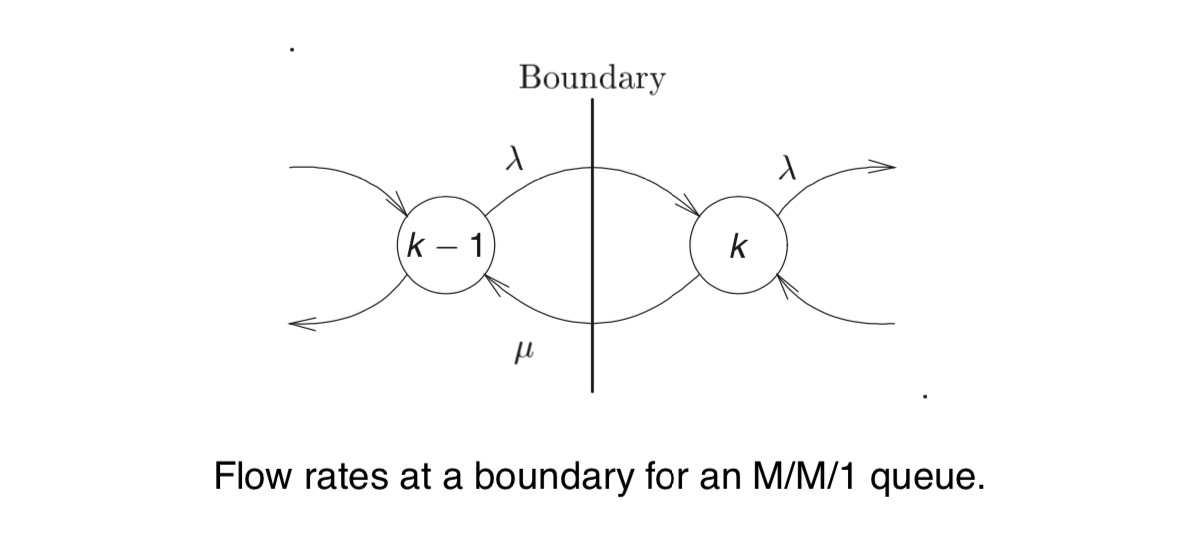 Boundary
λ
λ
k − 1
k
μ
Flow rates at a boundary for an M/M/1 queue.